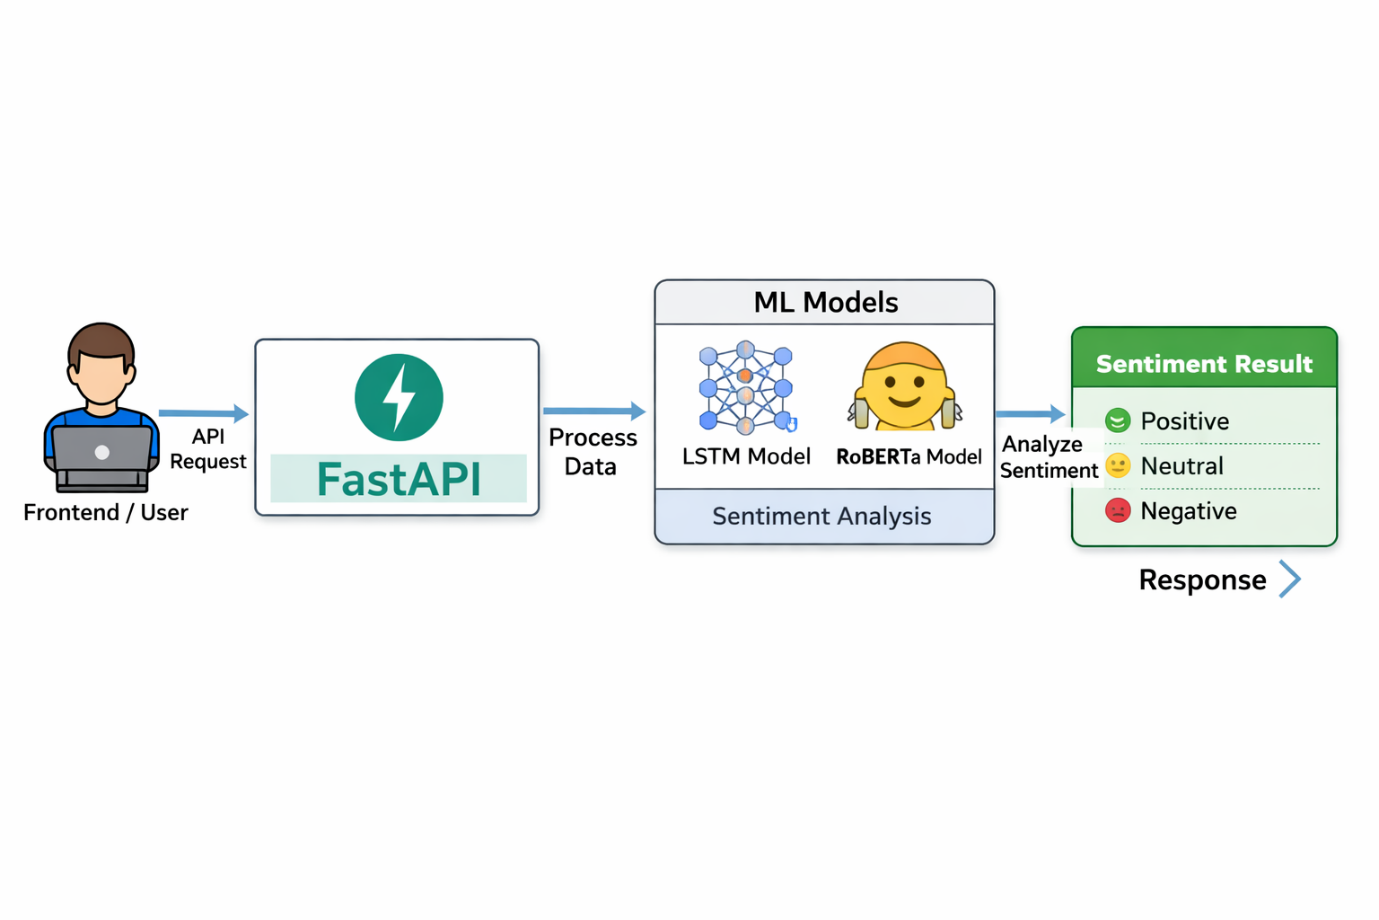 Frontend / User
API
Request
FastAPI
Process
Data
ML Models
LSTM Model
RoBERTa Model
Sentiment Analysis
Analyze
Sentiment
Sentiment Result
Positive
Neutral
Negative
Response